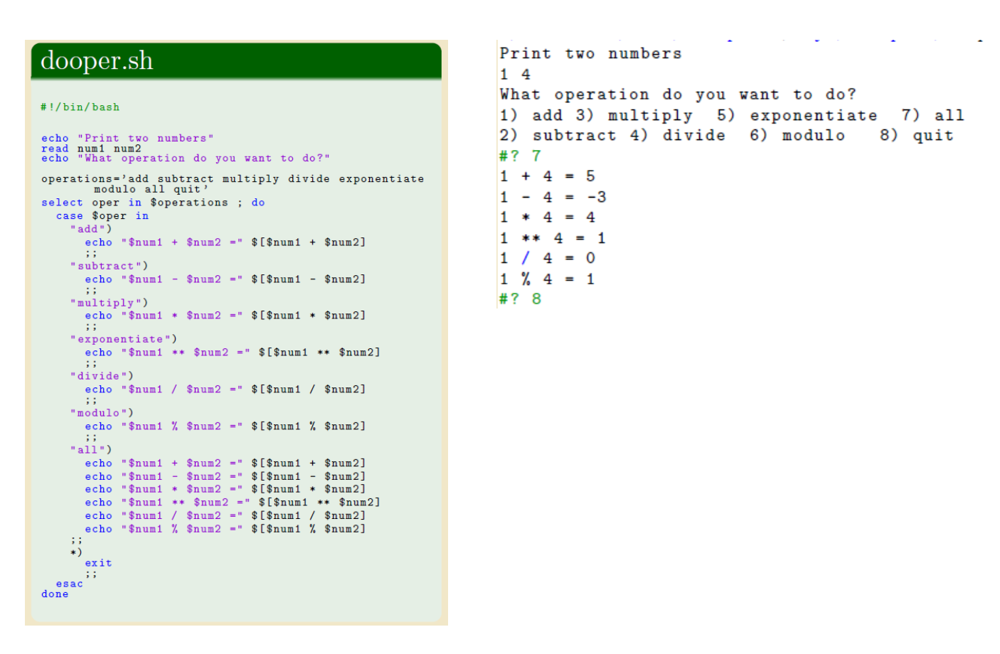 dooper.sh
#!/bin/bash
echo "Print two numbers"
read num1 num2
echo "What operation do you want to do?"
operations='add subtract multiply divide exponentiate
modulo all quit'
select oper in $operations ; do
case $oper in
"add")
echo "$num1 + $num2 =" $[$num1 + $num2]
;;
"subtract")
echo "$num1 - $num2 =" $[$num1 - $num2]
;;
"multiply")
echo "$num1 * $num2 =" $[$num1 * $num2]
;;
"exponentiate")
echo "$num1 ** $num2 =" $[$num1 ** $num2]
;;
"divide")
echo "$num1 / $num2 =" $[$num1 / $num2]
;;
"modulo")
echo "$num1 % $num2 =" $[$num1 % $num2]
;;
"all")
echo "$num1 + $num2 =" $[$num1 + $num2]
echo "$num1 - $num2 =" $[$num1 - $num2]
echo "$num1 * $num2 =" $[$num1 * $num2]
echo "$num1 ** $num2 =" $[$num1 ** $num2]
echo "$num1 / $num2 =" $[$num1 / $num2]
echo "$num1 % $num2 =" $[$num1 % $num2]
;;
*)
exit
;;
esac
done
Print two numbers
1 4
What operation do you want to do?
1) add 3) multiply 5) exponentiate 7) all
2) subtract 4) divide 6) modulo 8) quit
#? 7
1 + 4 = 5
1 - 4 = -3
1 * 4 = 4
1 ** 4 = 1
1 / 4 = 0
1 % 4 = 1
#? 8